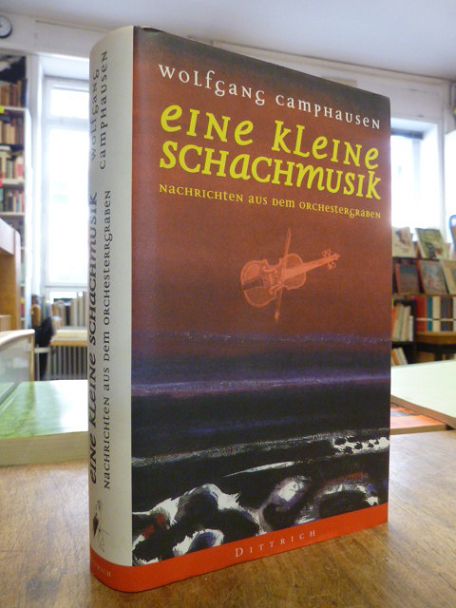 wolfgang camphausen
eine kleine
schachmusik
nachrichten aus dem orchestergraben
Dittrich
wolfgang
camphausen
eine kleine schachmusik
nachrichten aus dem orchestergraben